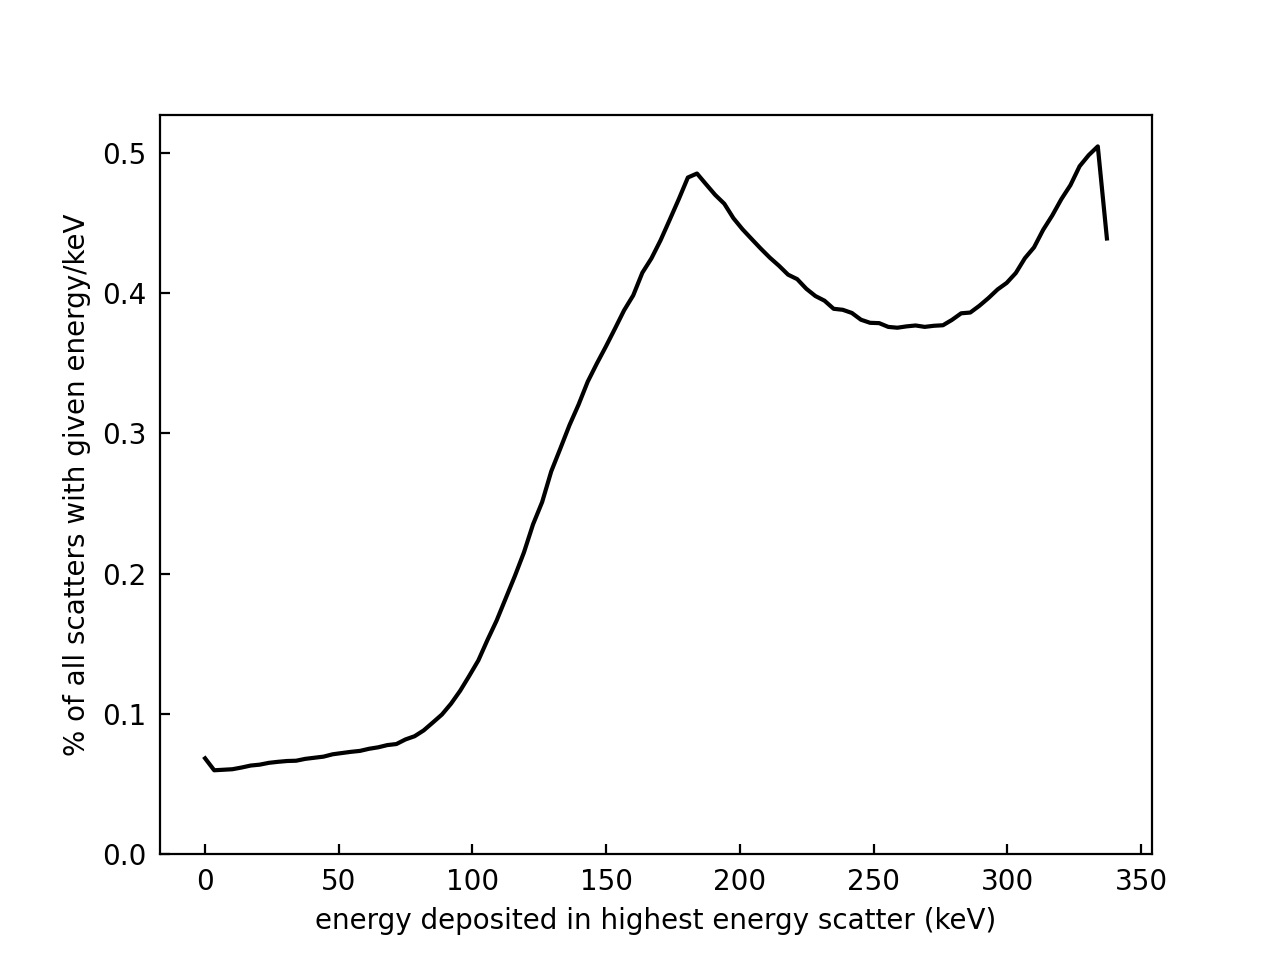 % of all scatters with given energy/keV
0.5
0.4
0.3
0.2
0.1
0.0
0 50 100 150 200 250 300 350
energy deposited in highest energy scatter (keV)